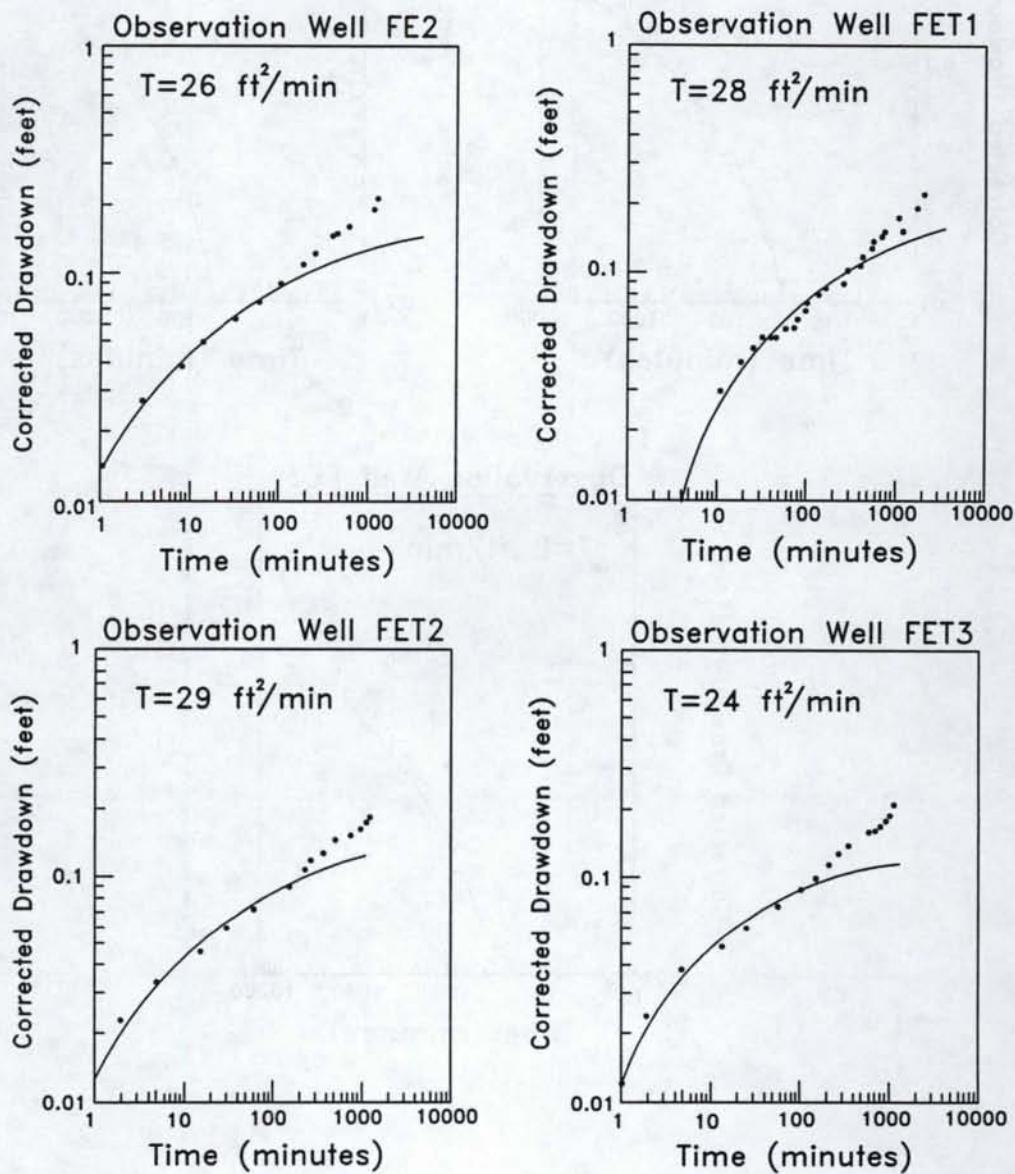 Observation Well FE2
T=26 ft²/min
Corrected Drawdown (feet)
1
0.1
0.01
1 10 100 1000 10000
Time (minutes)
Observation Well FET1
T=28 ft²/min
Corrected Drawdown (feet)
1
0.1
0.01
1 10 100 1000 10000
Time (minutes)
Observation Well FET2
T=29 ft²/min
Corrected Drawdown (feet)
1
0.1
0.01
1 10 100 1000 10000
Time (minutes)
Observation Well FET3
T=24 ft²/min
Corrected Drawdown (feet)
1
0.1
0.01
1 10 100 1000 10000
Time (minutes)